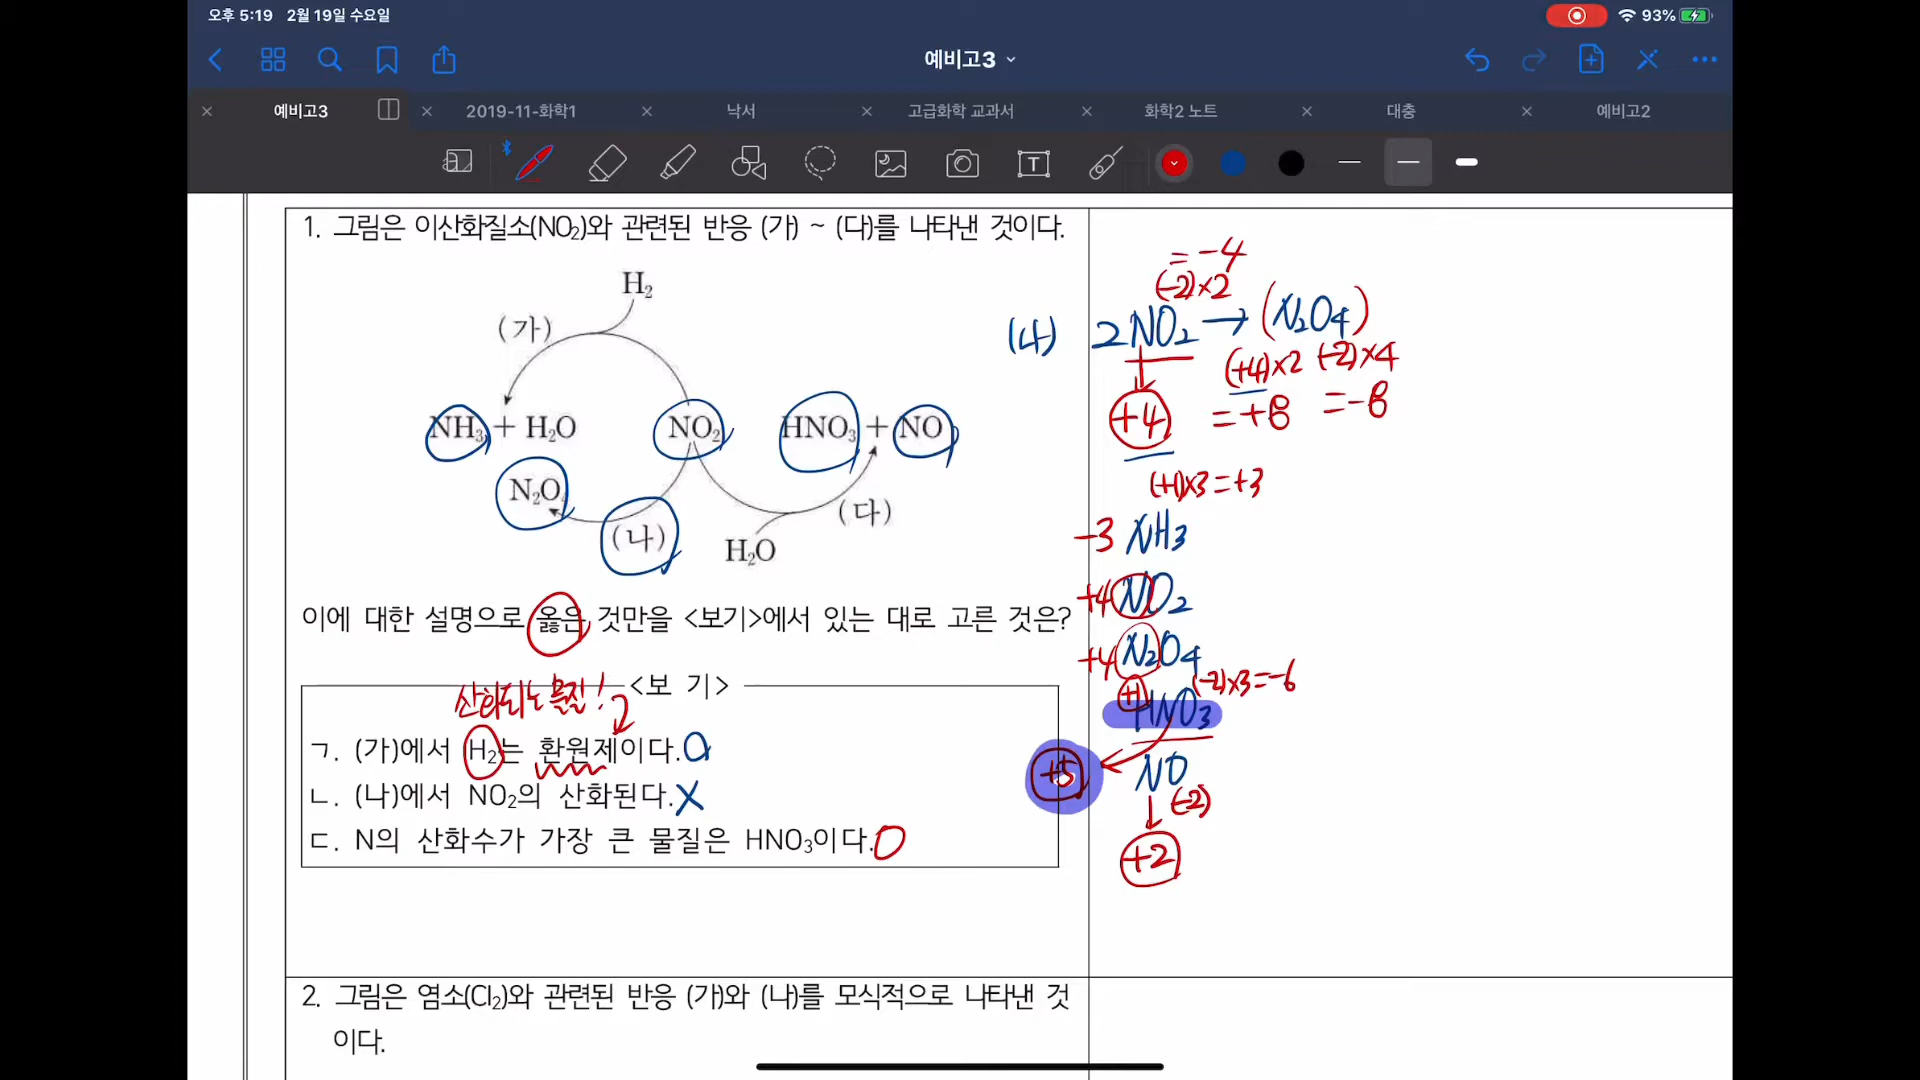 오후 5:19 2월 19일 수요일
93%
예비고3
예비고3
2019-11-화학1
낙서
고급화학 교과서
화학2 노트
대충
예비고2
1. 그림은 이산화질소(NO₂)와 관련된 반응 (가) ~ (다)를 나타낸 것이다.
H₂
(가)
NH₃ + H₂O
NO₂
HNO₃ + NO
N₂O₄
(나)
(다)
H₂O
이에 대한 설명으로 옳은 것만을 <보기>에서 있는 대로 고른 것은?
산화되는 물질!
<보 기>
ㄱ. (가)에서 H₂는 환원제이다. O
ㄴ. (나)에서 NO₂의 산화된다. X
ㄷ. N의 산화수가 가장 큰 물질은 HNO₃이다. O
2. 그림은 염소(Cl₂)와 관련된 반응 (가)와 (나)를 모식적으로 나타낸 것
이다.
= -4
(-2)×2
(나) 2NO₂ → (N₂O₄)
(+4)×2 (-2)×4
+4 = +8 = -8
(+1)×3 = +3
-3 NH₃
+4 NO₂
+4 N₂O₄
+1 (-2)×3 = -6
HNO₃
+5 NO
(-2)
+2